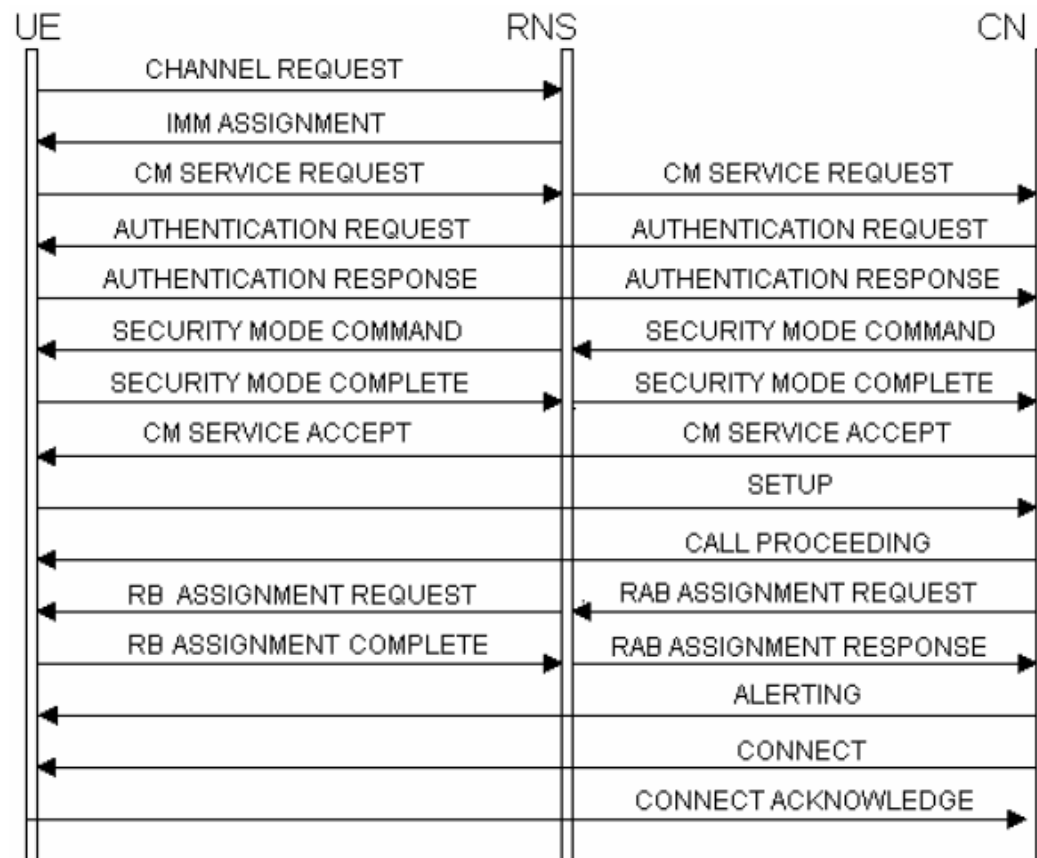 UE RNS CN
CHANNEL REQUEST
IMM ASSIGNMENT
CM SERVICE REQUEST CM SERVICE REQUEST
AUTHENTICATION REQUEST AUTHENTICATION REQUEST
AUTHENTICATION RESPONSE AUTHENTICATION RESPONSE
SECURITY MODE COMMAND SECURITY MODE COMMAND
SECURITY MODE COMPLETE SECURITY MODE COMPLETE
CM SERVICE ACCEPT CM SERVICE ACCEPT
SETUP
CALL PROCEEDING
RB ASSIGNMENT REQUEST RAB ASSIGNMENT REQUEST
RB ASSIGNMENT COMPLETE RAB ASSIGNMENT RESPONSE
ALERTING
CONNECT
CONNECT ACKNOWLEDGE